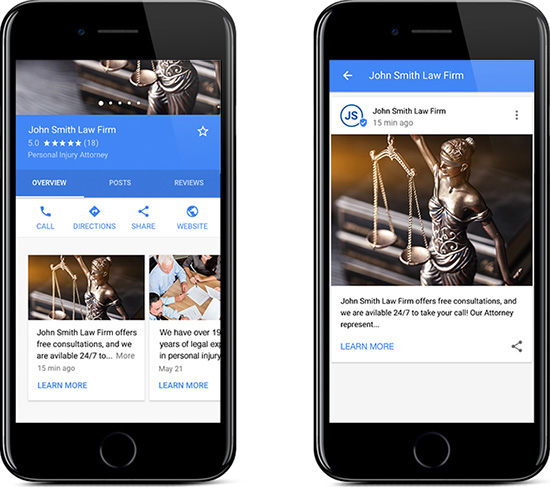 John Smith Law Firm
5.0 ★★★★★ (18)
Personal Injury Attorney
OVERVIEW POSTS REVIEWS
CALL DIRECTIONS SHARE WEBSITE
John Smith Law Firm offers
free consultations, and we
are avilable 24/7 to... More
15 min ago
LEARN MORE
We have over 19
years of legal exp
in personal injury
May 21
LEARN MORE
John Smith Law Firm
JS
John Smith Law Firm
15 min ago
John Smith Law Firm offers free consultations, and
we are avilable 24/7 to take your call! Our Attorney
represent...
LEARN MORE